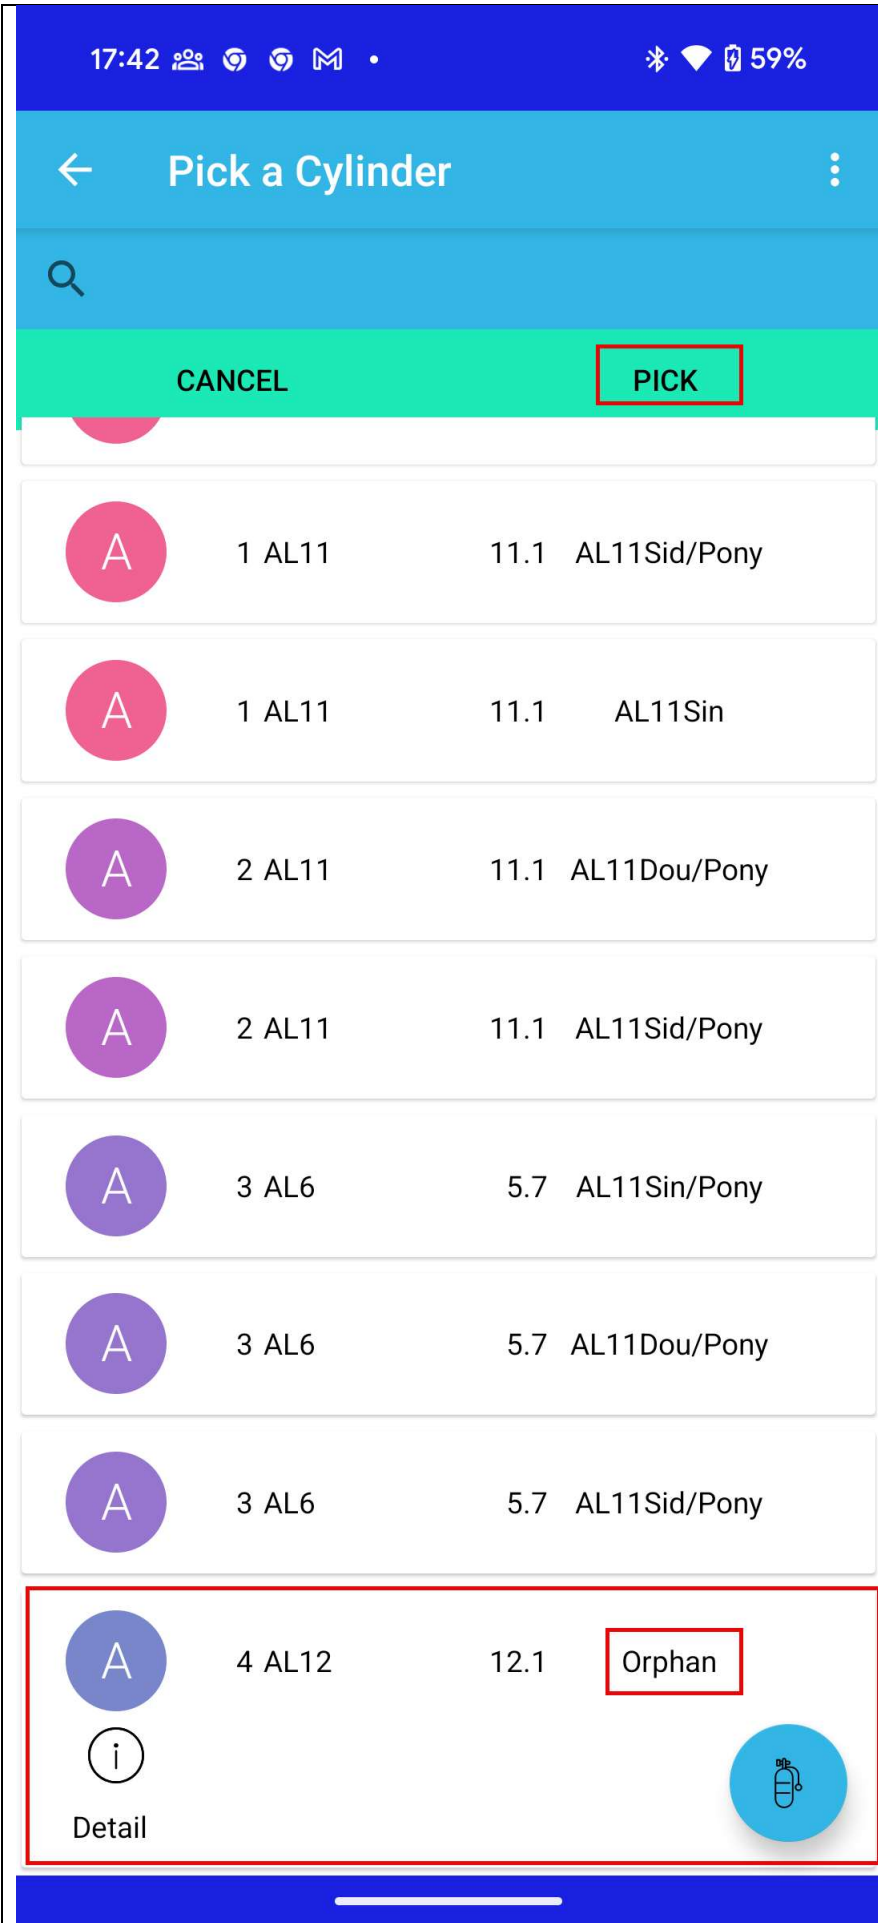 17:42 59%
Pick a Cylinder
CANCEL PICK
A 1 AL11 11.1 AL11Sid/Pony
A 1 AL11 11.1 AL11Sin
A 2 AL11 11.1 AL11Dou/Pony
A 2 AL11 11.1 AL11Sid/Pony
A 3 AL6 5.7 AL11Sin/Pony
A 3 AL6 5.7 AL11Dou/Pony
A 3 AL6 5.7 AL11Sid/Pony
A 4 AL12 12.1 Orphan
Detail